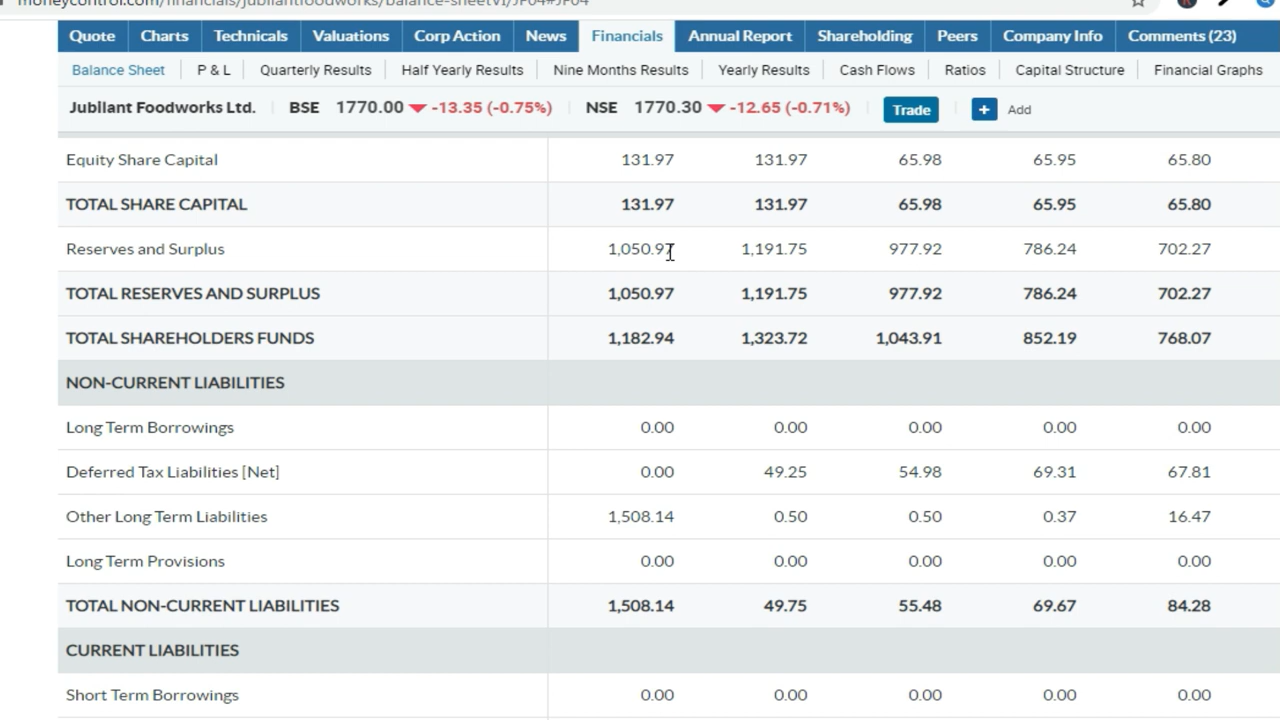 moneycontrol.com/financials/jubilantfoodworks/balance-sheetVI/JF04#JF04
Quote Charts Technicals Valuations Corp Action News Financials Annual Report Shareholding Peers Company Info Comments (23)
Balance Sheet P & L Quarterly Results Half Yearly Results Nine Months Results Yearly Results Cash Flows Ratios Capital Structure Financial Graphs
Jubilant Foodworks Ltd. BSE 1770.00 -13.35 (-0.75%) NSE 1770.30 -12.65 (-0.71%) Trade + Add
Equity Share Capital 131.97 131.97 65.98 65.95 65.80
TOTAL SHARE CAPITAL 131.97 131.97 65.98 65.95 65.80
Reserves and Surplus 1,050.97 1,191.75 977.92 786.24 702.27
TOTAL RESERVES AND SURPLUS 1,050.97 1,191.75 977.92 786.24 702.27
TOTAL SHAREHOLDERS FUNDS 1,182.94 1,323.72 1,043.91 852.19 768.07
NON-CURRENT LIABILITIES
Long Term Borrowings 0.00 0.00 0.00 0.00 0.00
Deferred Tax Liabilities [Net] 0.00 49.25 54.98 69.31 67.81
Other Long Term Liabilities 1,508.14 0.50 0.50 0.37 16.47
Long Term Provisions 0.00 0.00 0.00 0.00 0.00
TOTAL NON-CURRENT LIABILITIES 1,508.14 49.75 55.48 69.67 84.28
CURRENT LIABILITIES
Short Term Borrowings 0.00 0.00 0.00 0.00 0.00